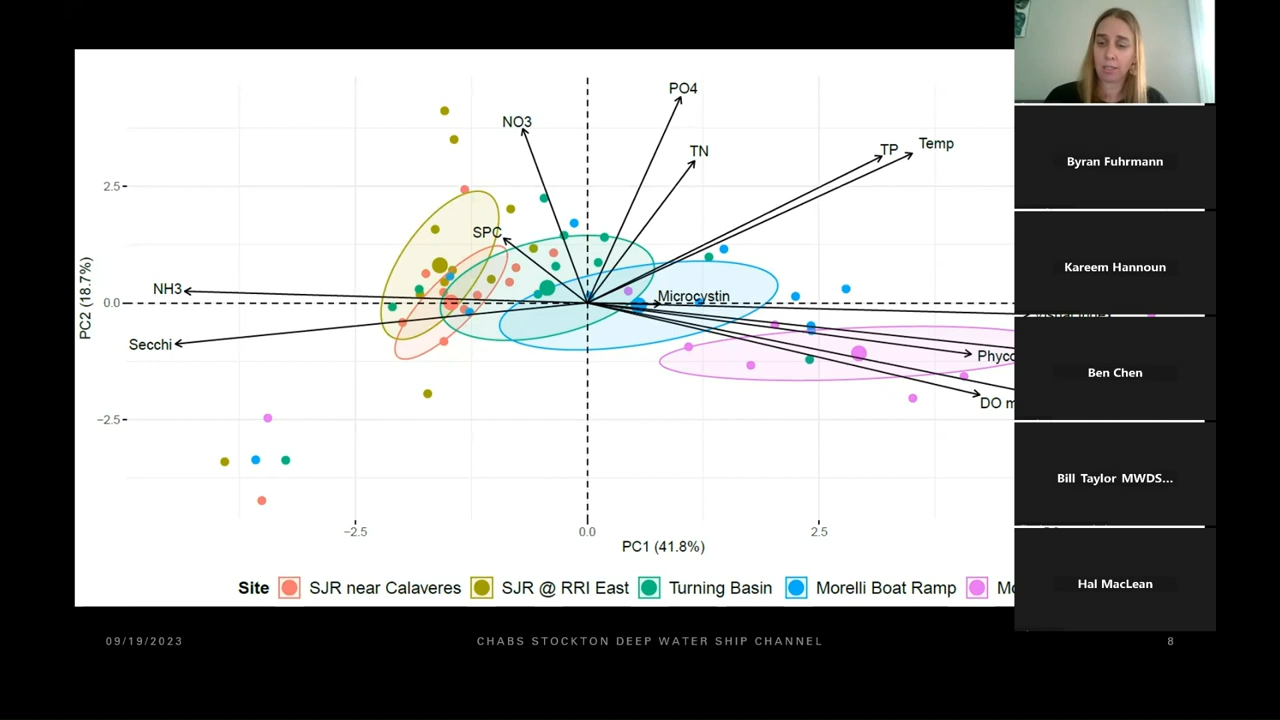 PO4
NO3
TN
TP
Temp
SPC
NH3
Microcystin
Secchi
Phyco
DO m
2.5
0.0
−2.5
PC2 (18.7%)
−2.5
0.0
2.5
PC1 (41.8%)
Site
SJR near Calaveres
SJR @ RRI East
Turning Basin
Morelli Boat Ramp
Mo
09/19/2023
CHABS STOCKTON DEEP WATER SHIP CHANNEL
8
Byran Fuhrmann
Kareem Hannoun
Ben Chen
Bill Taylor MWDS...
Hal MacLean